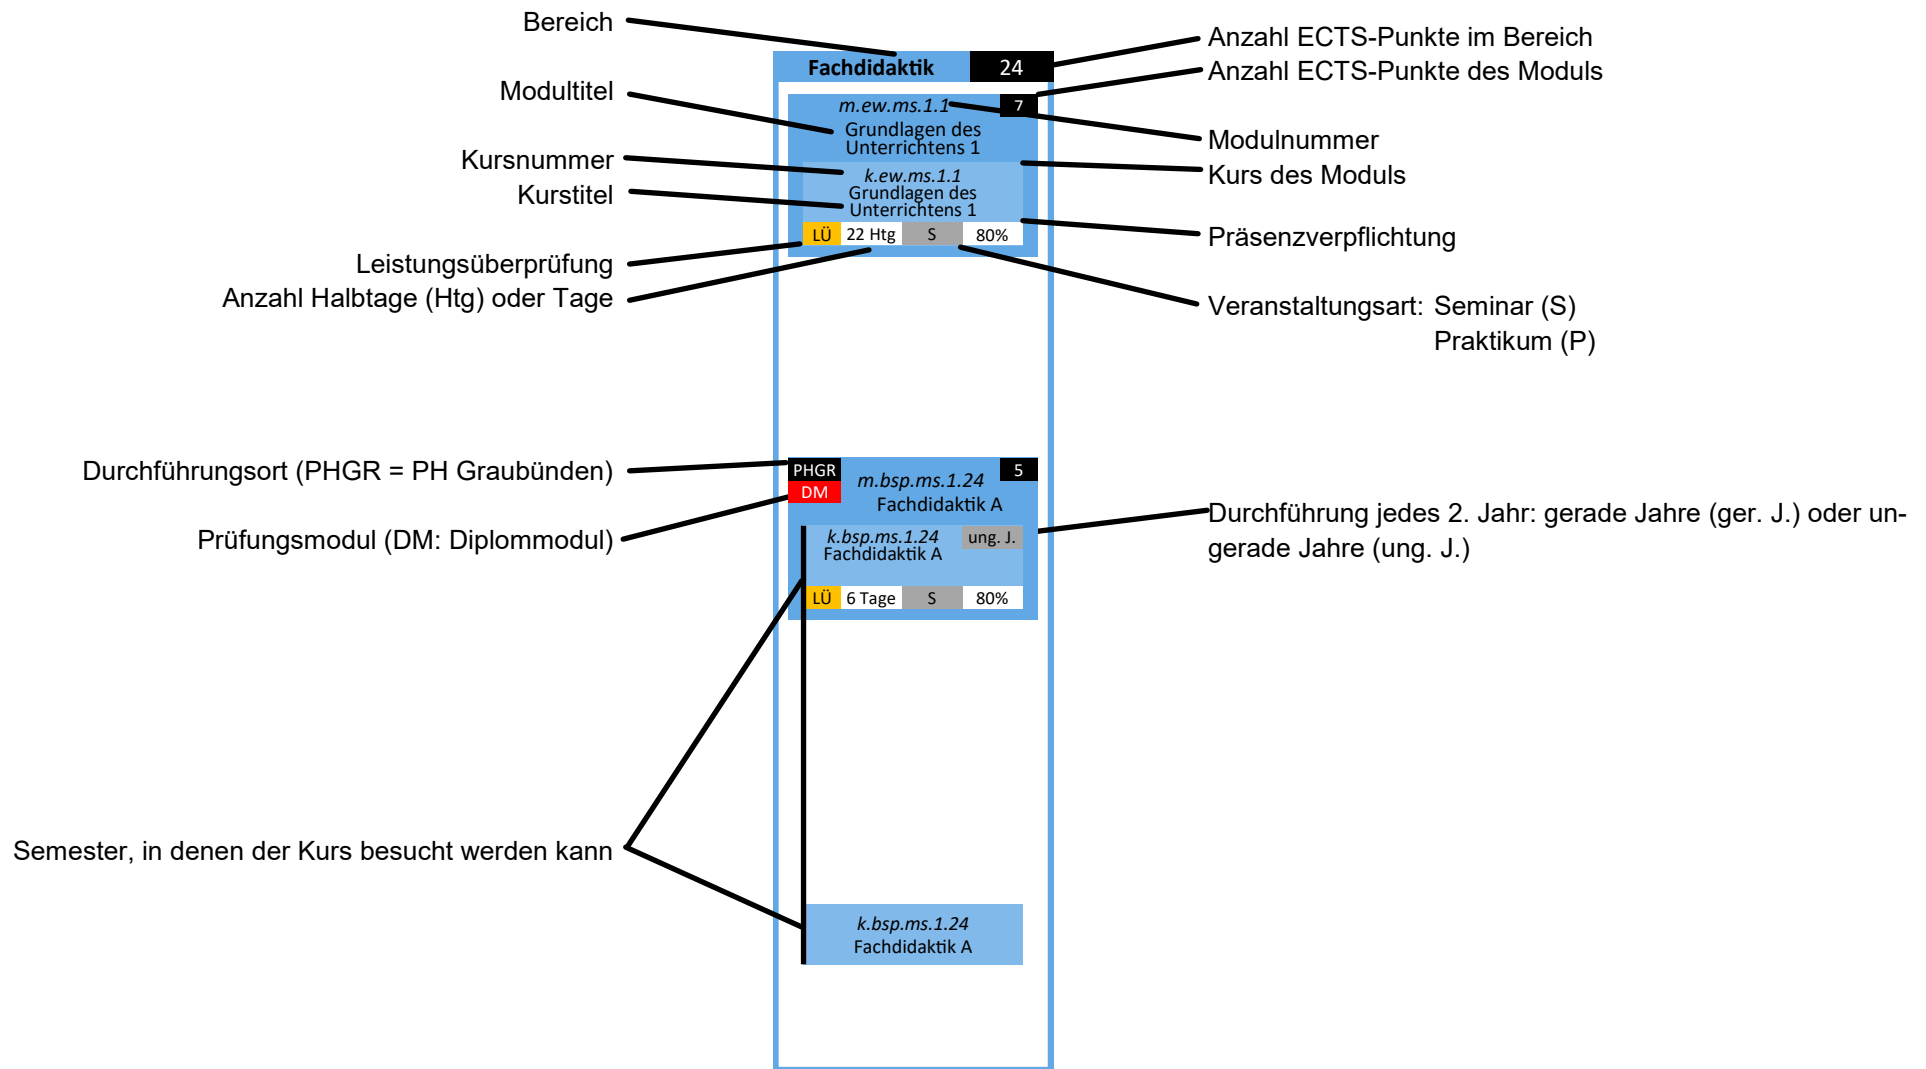 Bereich
Fachdidaktik 24
Anzahl ECTS-Punkte im Bereich
Anzahl ECTS-Punkte des Moduls
Modultitel
m.ew.ms.1.1 7
Grundlagen des
Unterrichtens 1
Modulnummer
Kursnummer
Kurs des Moduls
Kurstitel
k.ew.ms.1.1
Grundlagen des
Unterrichtens 1
LÜ 22 Htg S 80%
Präsenzverpflichtung
Leistungsüberprüfung
Anzahl Halbtage (Htg) oder Tage
Veranstaltungsart: Seminar (S)
Praktikum (P)
Durchführungsort (PHGR = PH Graubünden)
PHGR 5
DM
m.bsp.ms.1.24
Fachdidaktik A
Prüfungsmodul (DM: Diplommodul)
k.bsp.ms.1.24 ung. J.
Fachdidaktik A
LÜ 6 Tage S 80%
Durchführung jedes 2. Jahr: gerade Jahre (ger. J.) oder un-
gerade Jahre (ung. J.)
Semester, in denen der Kurs besucht werden kann
k.bsp.ms.1.24
Fachdidaktik A